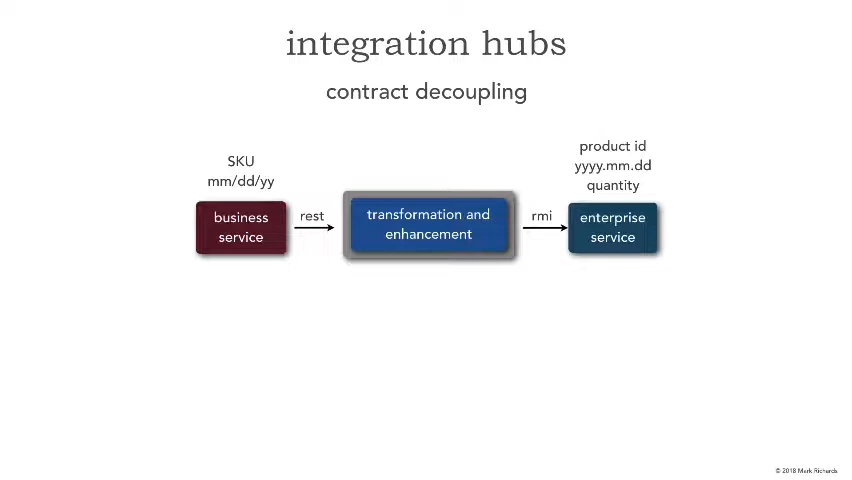 integration hubs
contract decoupling
SKU
mm/dd/yy
product id
yyyy.mm.dd
quantity
business
service
rest
transformation and
enhancement
rmi
enterprise
service
© 2018 Mark Richards